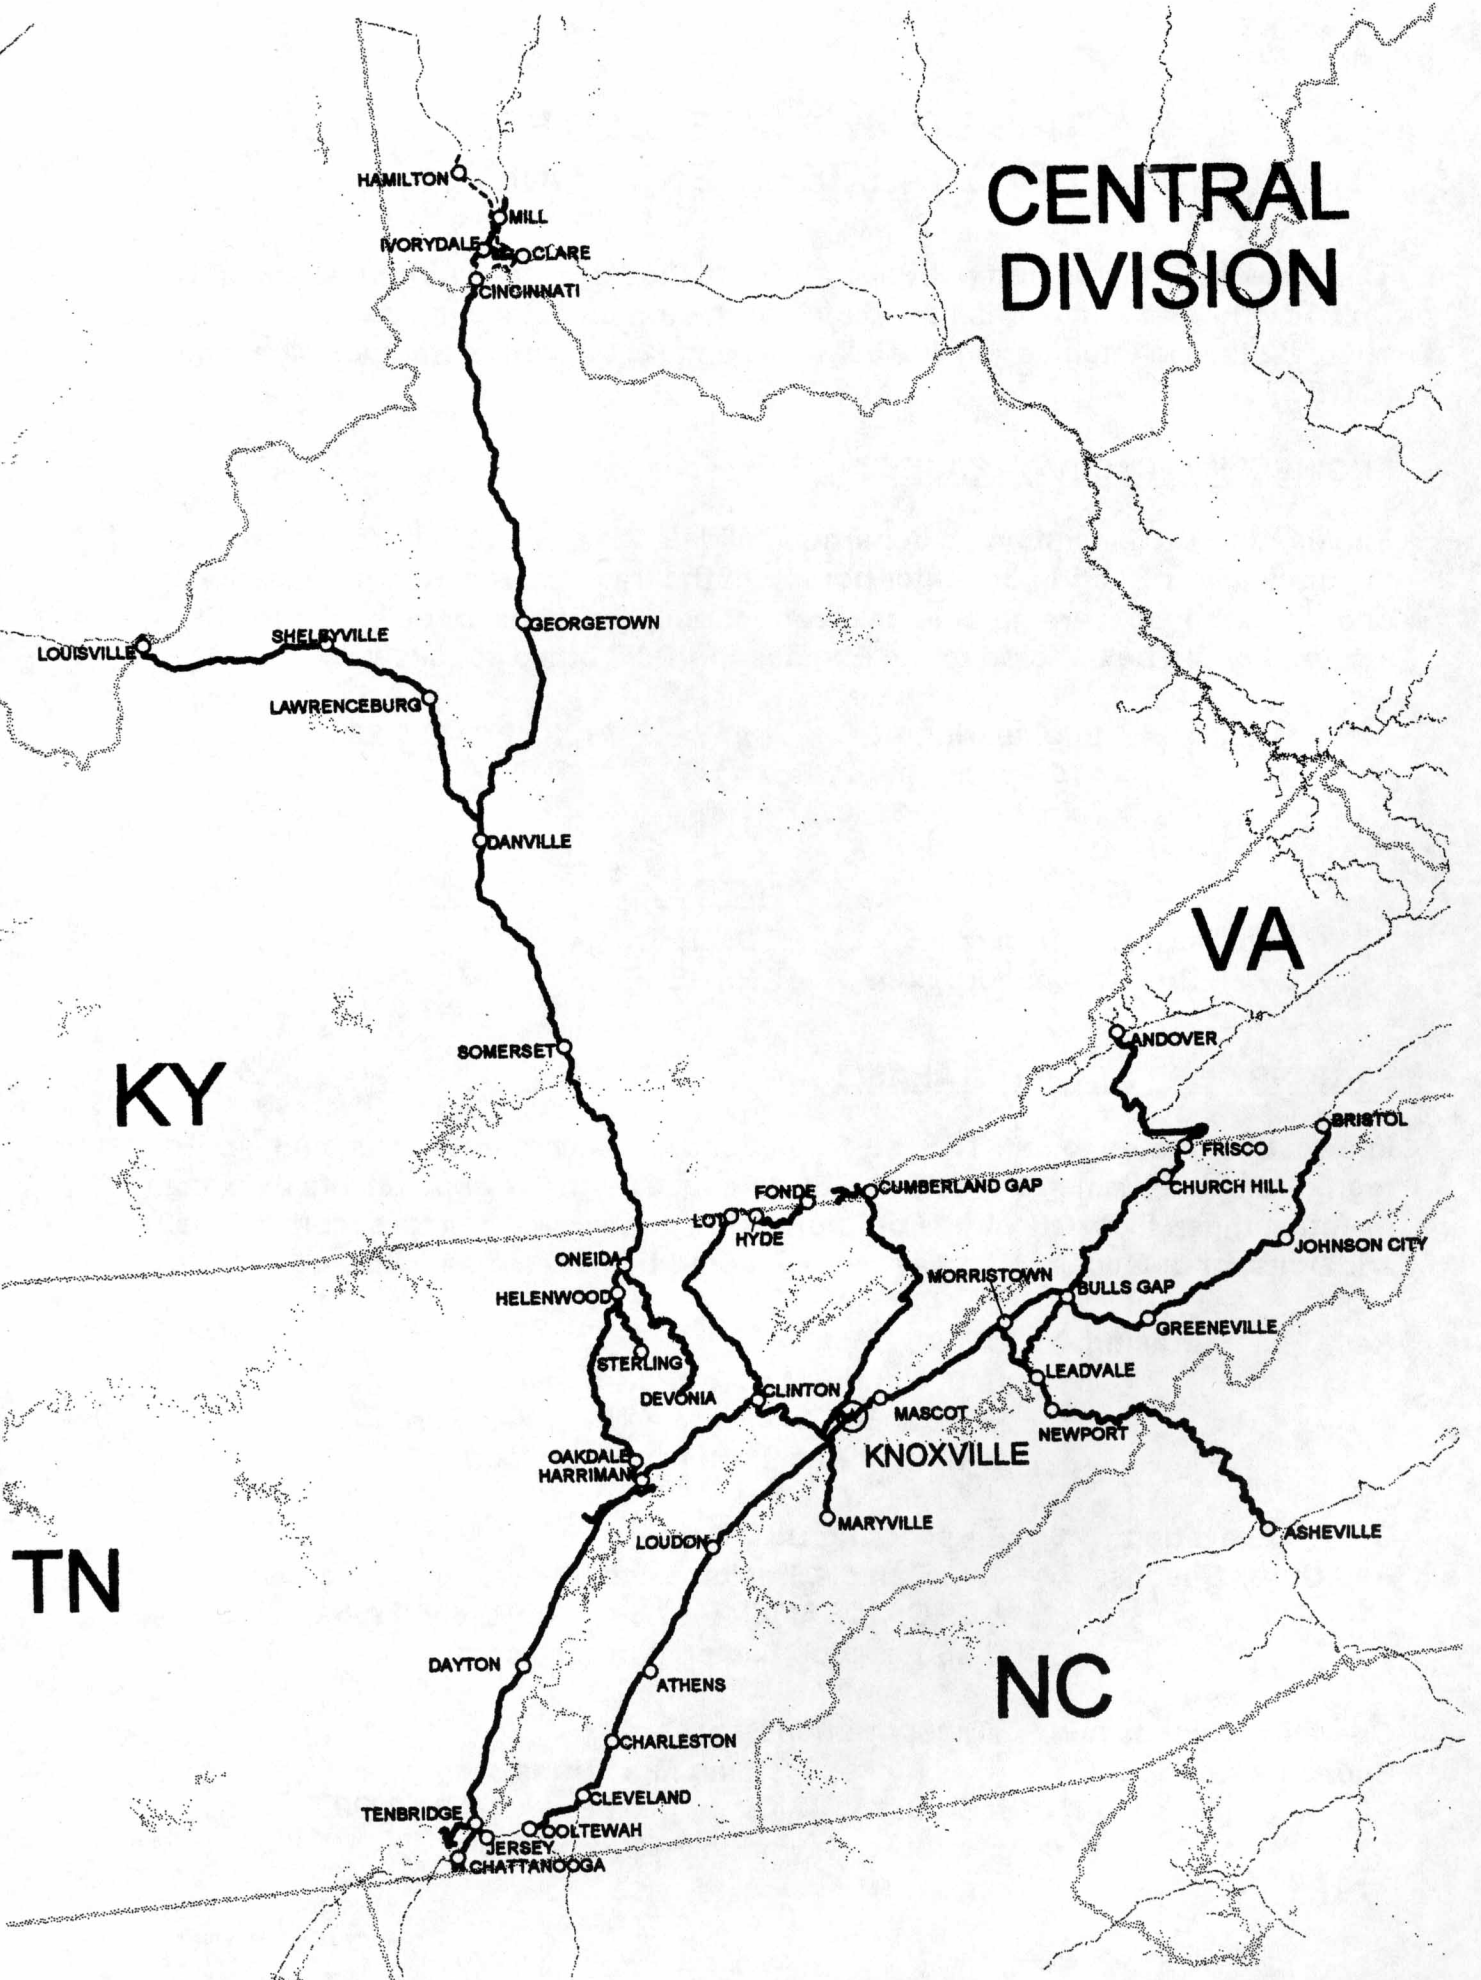 CENTRAL
DIVISION
HAMILTON
MILL
IVORYDALE
CLARE
CINCINNATI
GEORGETOWN
SHELBYVILLE
LOUISVILLE
LAWRENCEBURG
DANVILLE
VA
ANDOVER
SOMERSET
KY
BRISTOL
FRISCO
CUMBERLAND GAP
CHURCH HILL
FONDE
LOT
HYDE
JOHNSON CITY
ONEIDA
MORRISTOWN
BULLS GAP
HELENWOOD
GREENEVILLE
STERLING
LEADVALE
DEVONIA
CLINTON
MASCOT
NEWPORT
KNOXVILLE
OAKDALE
HARRIMAN
MARYVILLE
ASHEVILLE
LOUDON
TN
DAYTON
ATHENS
NC
CHARLESTON
CLEVELAND
TENBRIDGE
OOLTEWAH
JERSEY
CHATTANOOGA